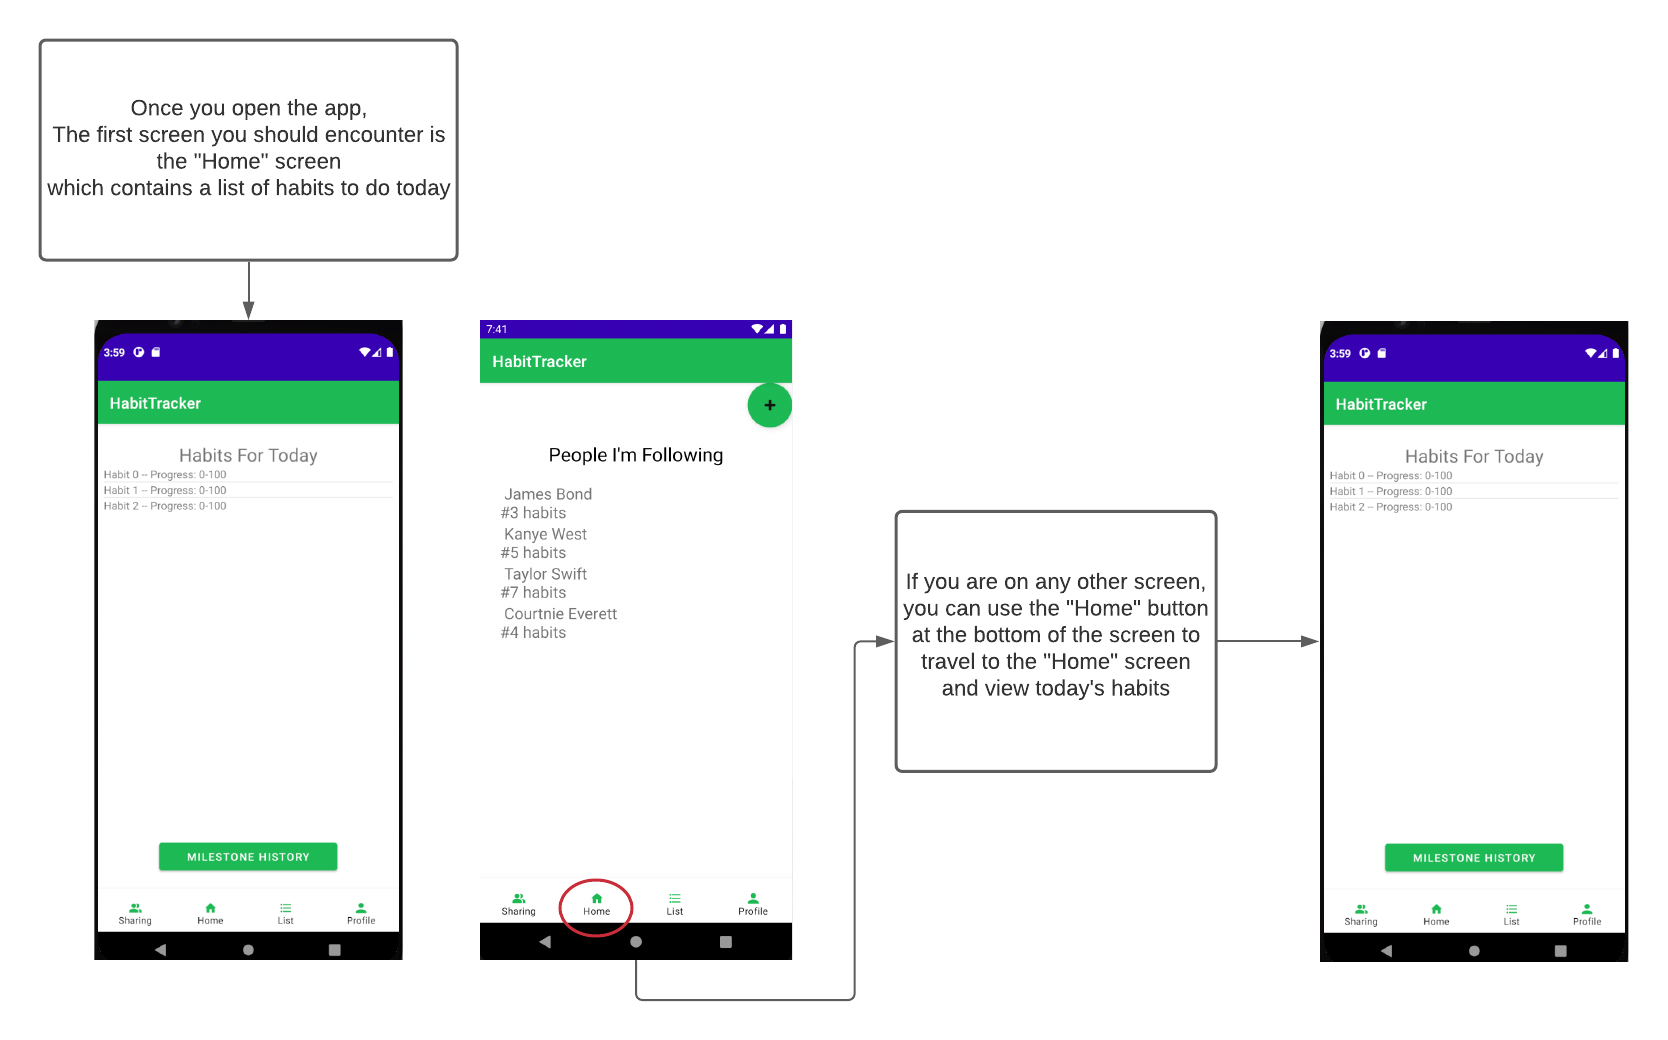 Once you open the app,
The first screen you should encounter is
the "Home" screen
which contains a list of habits to do today
3:59
HabitTracker
Habits For Today
Habit 0 -- Progress: 0-100
Habit 1 -- Progress: 0-100
Habit 2 -- Progress: 0-100
MILESTONE HISTORY
Sharing Home List Profile
7:41
HabitTracker
+
People I'm Following
James Bond
#3 habits
Kanye West
#5 habits
Taylor Swift
#7 habits
Courtnie Everett
#4 habits
Sharing Home List Profile
If you are on any other screen,
you can use the "Home" button
at the bottom of the screen to
travel to the "Home" screen
and view today's habits
3:59
HabitTracker
Habits For Today
Habit 0 -- Progress: 0-100
Habit 1 -- Progress: 0-100
Habit 2 -- Progress: 0-100
MILESTONE HISTORY
Sharing Home List Profile